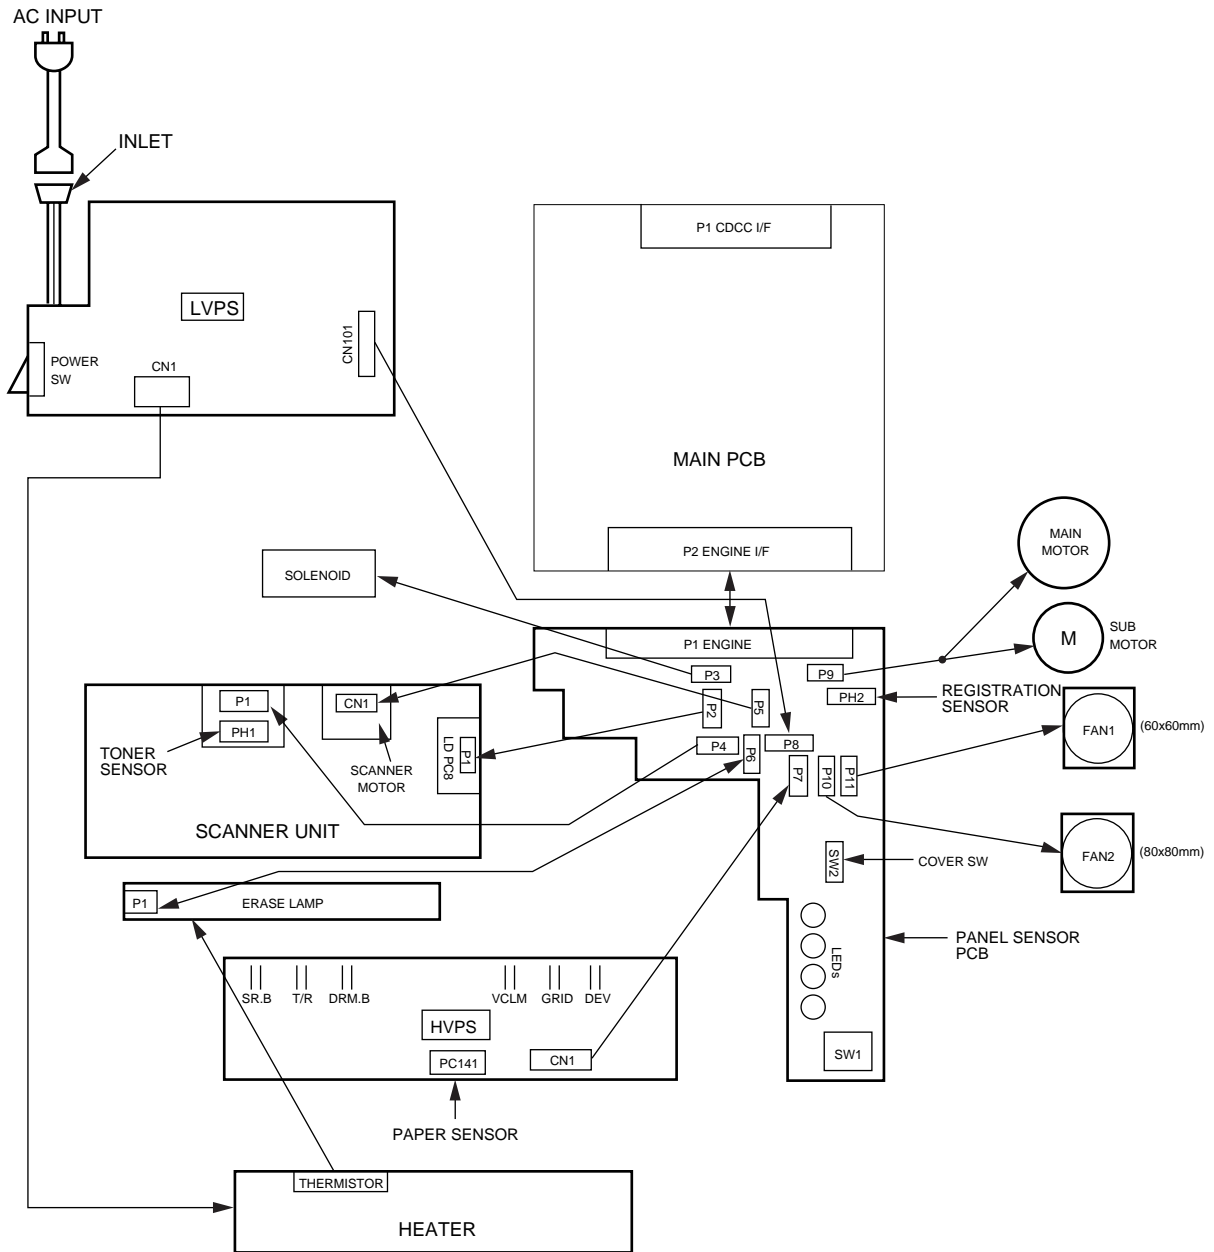 AC INPUT
INLET
LVPS
POWER
SW
CN1
CN101
P1 CDCC I/F
MAIN PCB
P2 ENGINE I/F
MAIN
MOTOR
SOLENOID
P1 ENGINE
M
SUB
MOTOR
P3
P9
P2
P5
PH2
REGISTRATION
SENSOR
P1
PH1
CN1
TONER
SENSOR
SCANNER
MOTOR
LD PC8
P1
SCANNER UNIT
P4
P6
P8
P7
P10
P11
FAN1
(60x60mm)
FAN2
(80x80mm)
SW2
COVER SW
P1
ERASE LAMP
LEDs
PANEL SENSOR
PCB
SR.B
T/R
DRM.B
VCLM
GRID
DEV
HVPS
PC141
CN1
SW1
PAPER SENSOR
THERMISTOR
HEATER